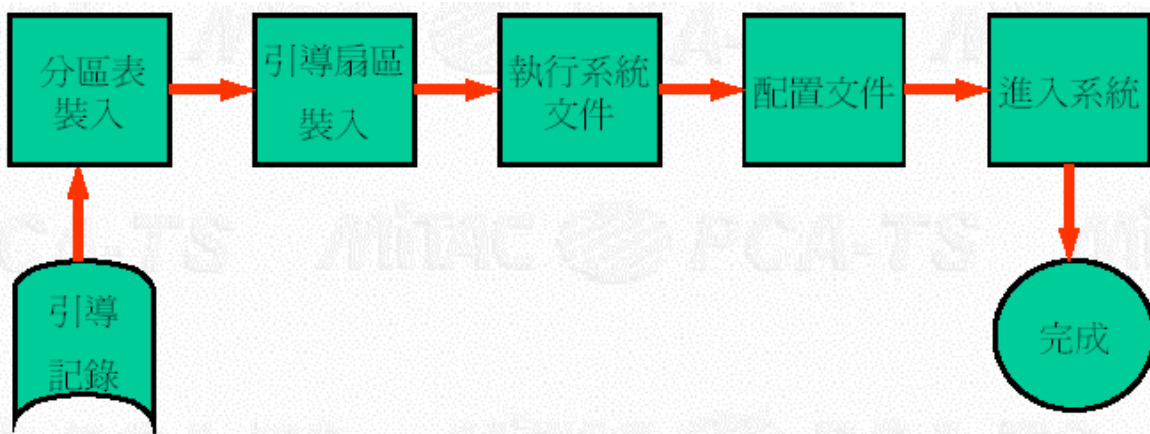 分區表
裝入
引導扇區
裝入
執行系統
文件
配置文件
進入系統
引導
記錄
完成
MiTAC PCA-TS